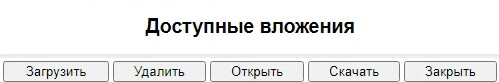 Доступные вложения
Загрузить Удалить Открыть Скачать Закрыть